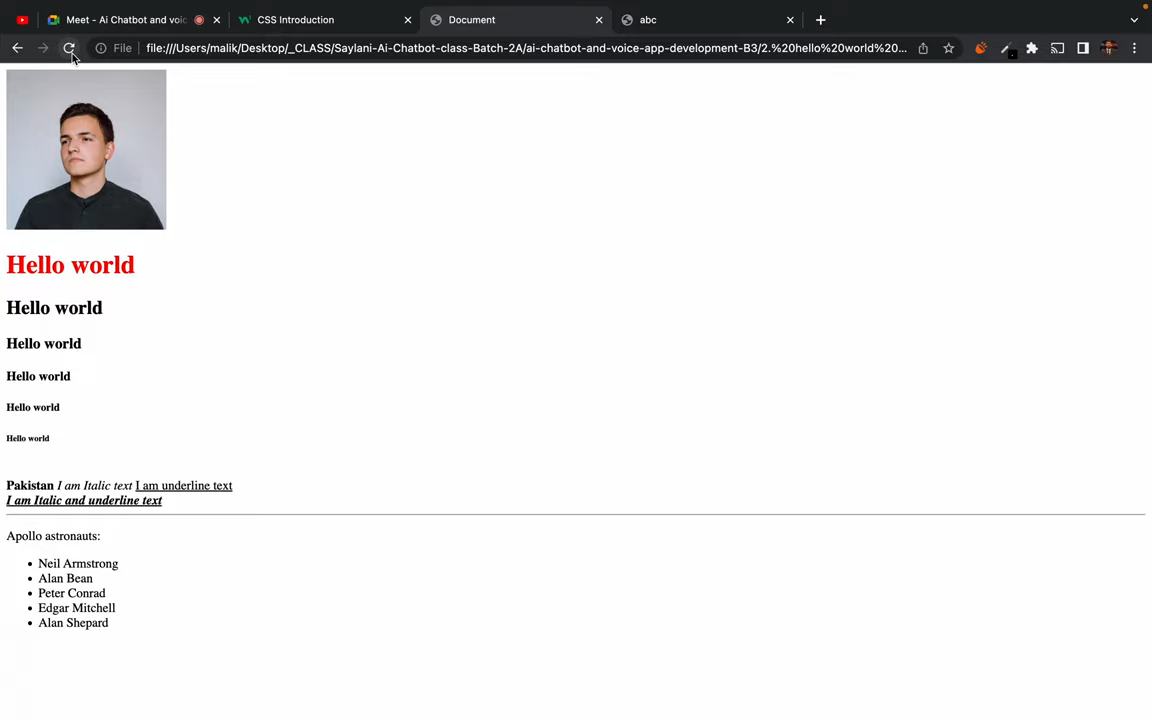 Meet - Ai Chatbot and voic
CSS Introduction
Document
abc
File
file:///Users/malik/Desktop/_CLASS/Saylani-Ai-Chatbot-class-Batch-2A/ai-chatbot-and-voice-app-development-B3/2.%20hello%20world%20...
Hello world
Hello world
Hello world
Hello world
Hello world
Hello world
Pakistan I am Italic text I am underline text
I am Italic and underline text
Apollo astronauts:
• Neil Armstrong
• Alan Bean
• Peter Conrad
• Edgar Mitchell
• Alan Shepard